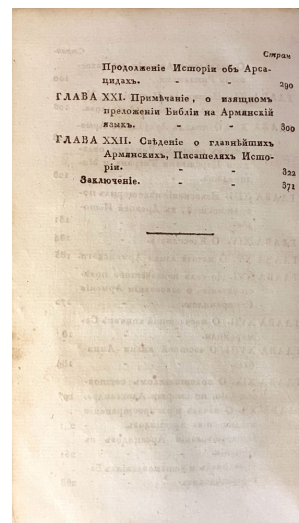 Стран
Продолженіе Исторіи объ Арса-
цидахъ. - - 290
ГЛАВА XXI. Примѣчаніе, о изящномъ
преложеніи Библіи на Армянскій
языкъ. - - 300
ГЛАВА XXII. Свѣденіе о главнѣйшихъ
Армянскихъ, Писателяхъ Исто-
ріи. - - 322
Заключеніе. - - 371